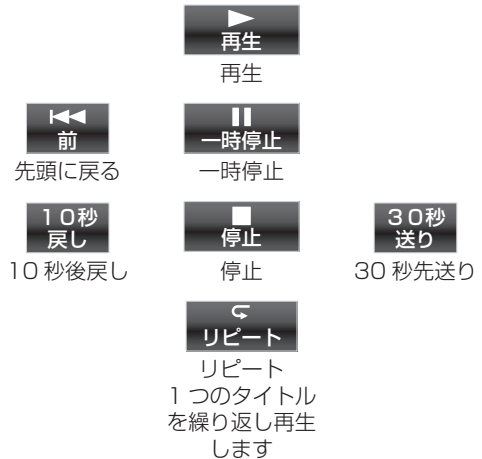 再生
再生
前
先頭に戻る
一時停止
一時停止
10秒
戻し
10 秒後戻し
停止
停止
30秒
送り
30 秒先送り
リピート
リピート
1 つのタイトル
を繰り返し再生
します